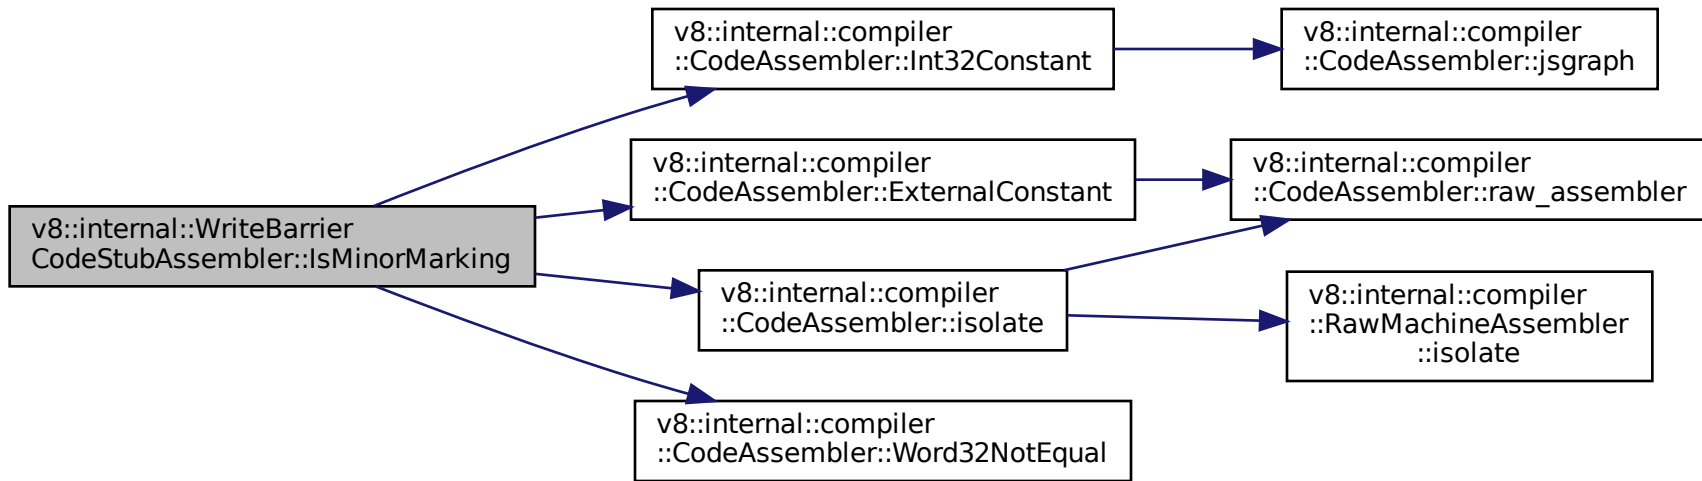 v8::internal::WriteBarrier
CodeStubAssembler::IsMinorMarking
v8::internal::compiler
::CodeAssembler::Int32Constant
v8::internal::compiler
::CodeAssembler::jsgraph
v8::internal::compiler
::CodeAssembler::ExternalConstant
v8::internal::compiler
::CodeAssembler::raw_assembler
v8::internal::compiler
::CodeAssembler::isolate
v8::internal::compiler
::RawMachineAssembler
::isolate
v8::internal::compiler
::CodeAssembler::Word32NotEqual